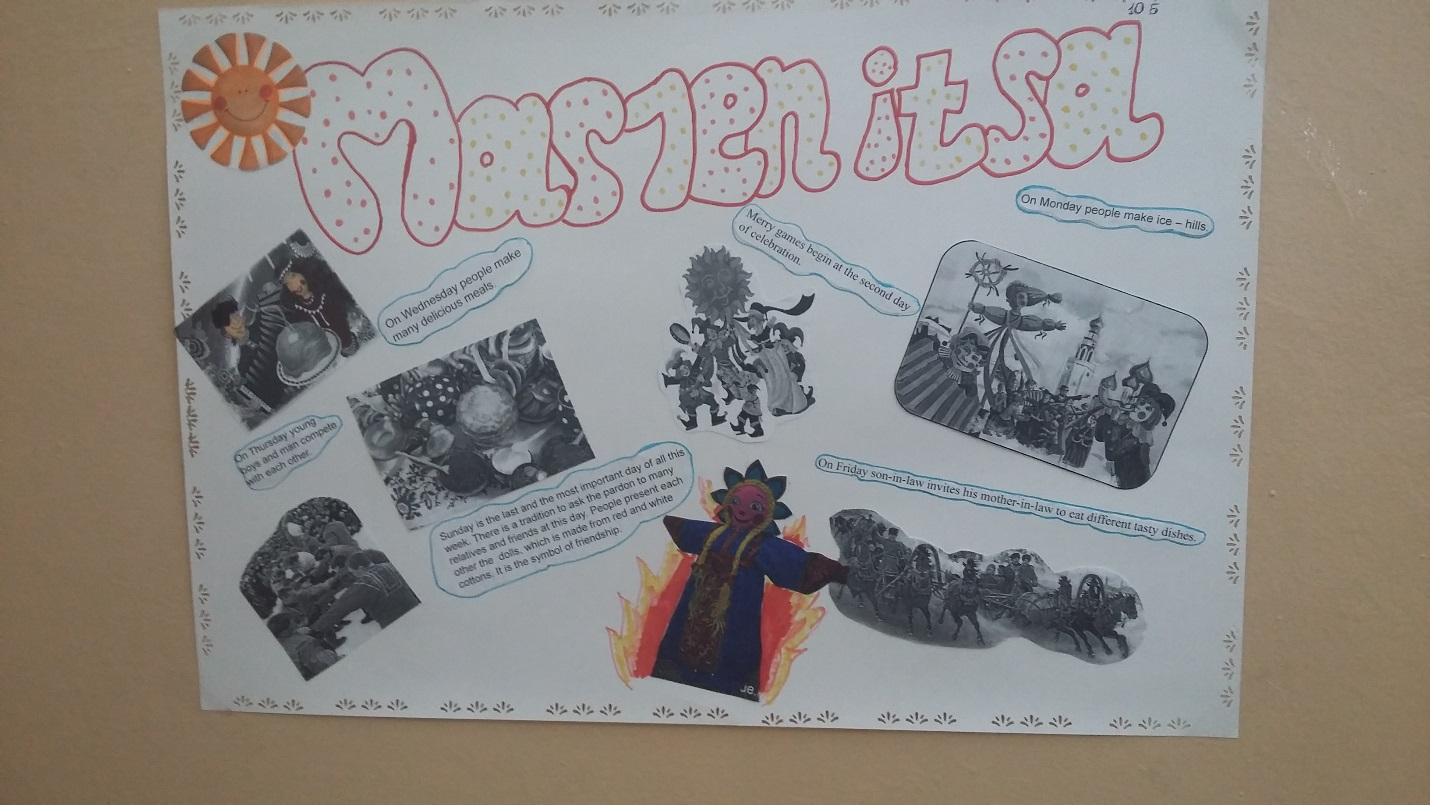 10 Б
Maslenitsa
On Monday people make ice – hills.
Merry games begin at the second day
of celebration.
On Wednesday people make
many delicious meals.
On Thursday young
boys and man compete
with each other.
On Friday son-in-law invites his mother-in-law to eat different tasty dishes.
Sunday is the last and the most important day of all this
week. There is a tradition to ask the pardon to many
relatives and friends at this day. People present each
other the dolls, which is made from red and white
cottons. It is the symbol of friendship.